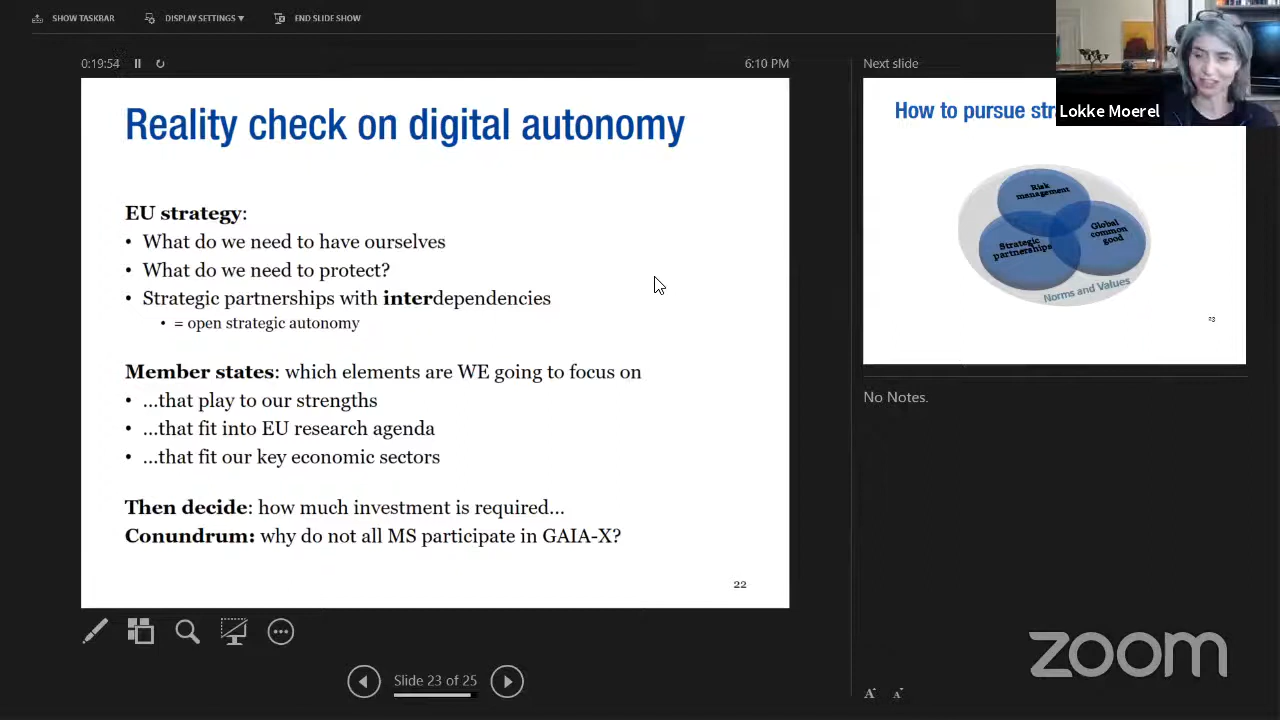 SHOW TASKBAR DISPLAY SETTINGS ▼ END SLIDE SHOW
0:19:54 6:10 PM
Reality check on digital autonomy
EU strategy:
• What do we need to have ourselves
• What do we need to protect?
• Strategic partnerships with interdependencies
• = open strategic autonomy
Member states: which elements are WE going to focus on
• …that play to our strengths
• …that fit into EU research agenda
• …that fit our key economic sectors
Then decide: how much investment is required…
Conundrum: why do not all MS participate in GAIA-X?
22
Slide 23 of 25
Next slide
Lokke Moerel
How to pursue
Risk
management
Strategic
partnerships
Global
common
good
Norms and Values
23
No Notes.
zoom
A A